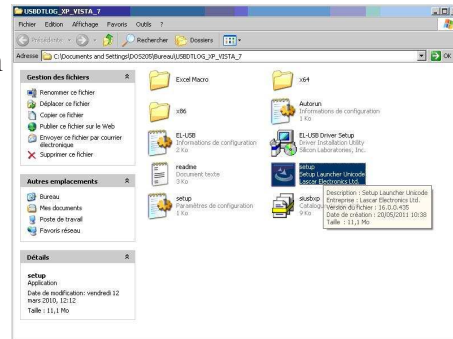 USBDTLOG_XP_VISTA_7
Fichier Edition Affichage Favoris Outils ?
Précédente Rechercher Dossiers
Adresse C:\Documents and Settings\DOS205\Bureau\USBDTLOG_XP_VISTA_7 OK
Gestion des fichiers
Renommer ce fichier
Déplacer ce fichier
Copier ce fichier
Publier ce fichier sur le Web
Envoyer ce fichier par courrier
électronique
Supprimer ce fichier
Autres emplacements
Bureau
Mes documents
Poste de travail
Favoris réseau
Détails
setup
Application
Date de modification: vendredi 12
mars 2010, 12:12
Taille : 11,1 Mo
Excel Macro
x64
x86
Autorun
Informations de configuration
1 Ko
EL-USB
Informations de configuration
2 Ko
EL-USB Driver Setup
Driver Installation Utility
Silicon Laboratories, Inc.
readme
Document texte
3 Ko
setup
Setup Launcher Unicode
Lascar Electronics Ltd.
setup
Paramètres de configuration
1 Ko
slusbxp
Catalogu
9 Ko
Description : Setup Launcher Unicode
Entreprise : Lascar Electronics Ltd.
Version du fichier : 16.0.0.435
Date de création : 20/05/2011 10:38
Taille : 11,1 Mo